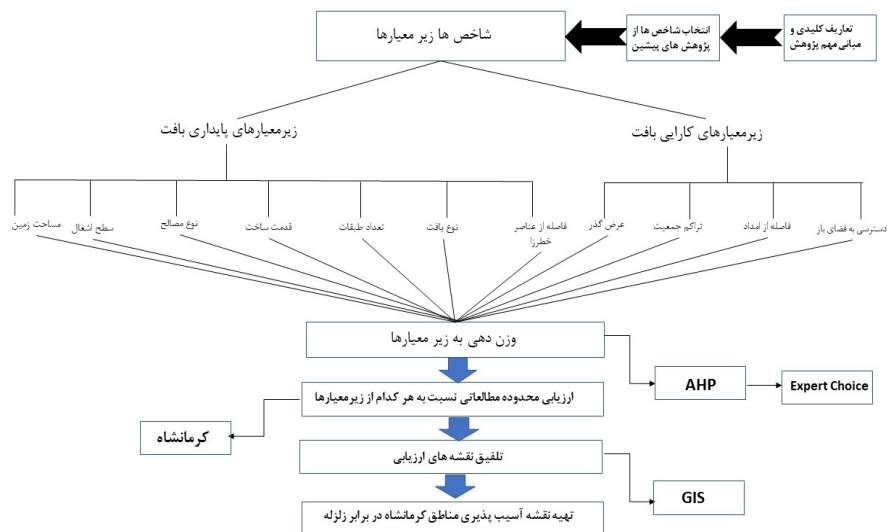 تعاریف کلیدی و
مبانی مهم پژوهش
انتخاب شاخص ها از
پژوهش های پیشین
شاخص ها زیر معیارها
زیرمعیارهای کارایی بافت
زیرمعیارهای پایداری بافت
دسترسی به فضای باز
فاصله از امداد
تراکم جمعیت
عرض گذر
فاصله از عناصر
خطرزا
نوع بافت
تعداد طبقات
قدمت ساخت
نوع مصالح
سطح اشغال
مساحت زمین
وزن دهی به زیر معیارها
AHP
Expert Choice
ارزیابی محدوده مطالعاتی نسبت به هر کدام از زیرمعیارها
کرمانشاه
تلفیق نقشه های ارزیابی
GIS
تهیه نقشه آسیب پذیری مناطق کرمانشاه در برابر زلزله